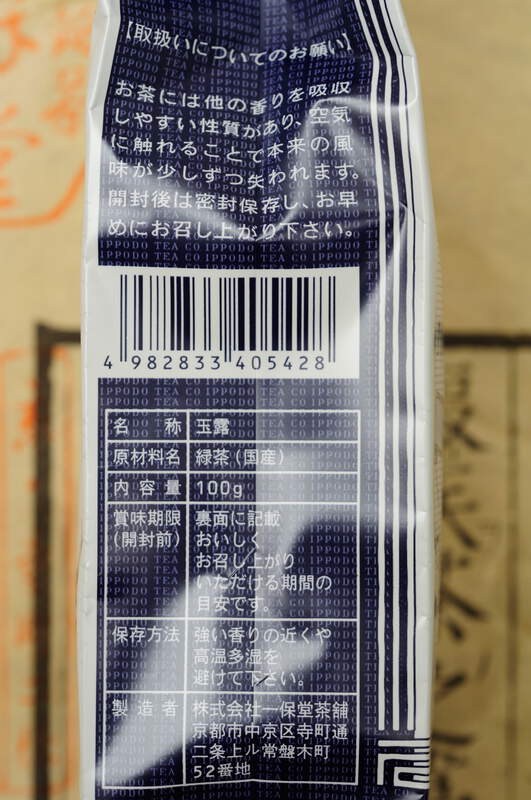 【取扱いについてのお願い】
お茶には他の香りを吸収
しやすい性質があり、空気
に触れることで本来の風
味が少しずつ失われます。
開封後は密封保存し、お早
めにお召し上がり下さい。
4 982833 405428
名称 玉露
原材料名 緑茶(国産)
内容量 100g
賞味期限 裏面に記載
(開封前) おいしく
お召し上がり
いただける期間の
目安です。
保存方法 強い香りの近くや
高温多湿を
避けて下さい。
製造者 株式会社一保堂茶舗
京都市中京区寺町通
二条上ル常盤木町
52番地